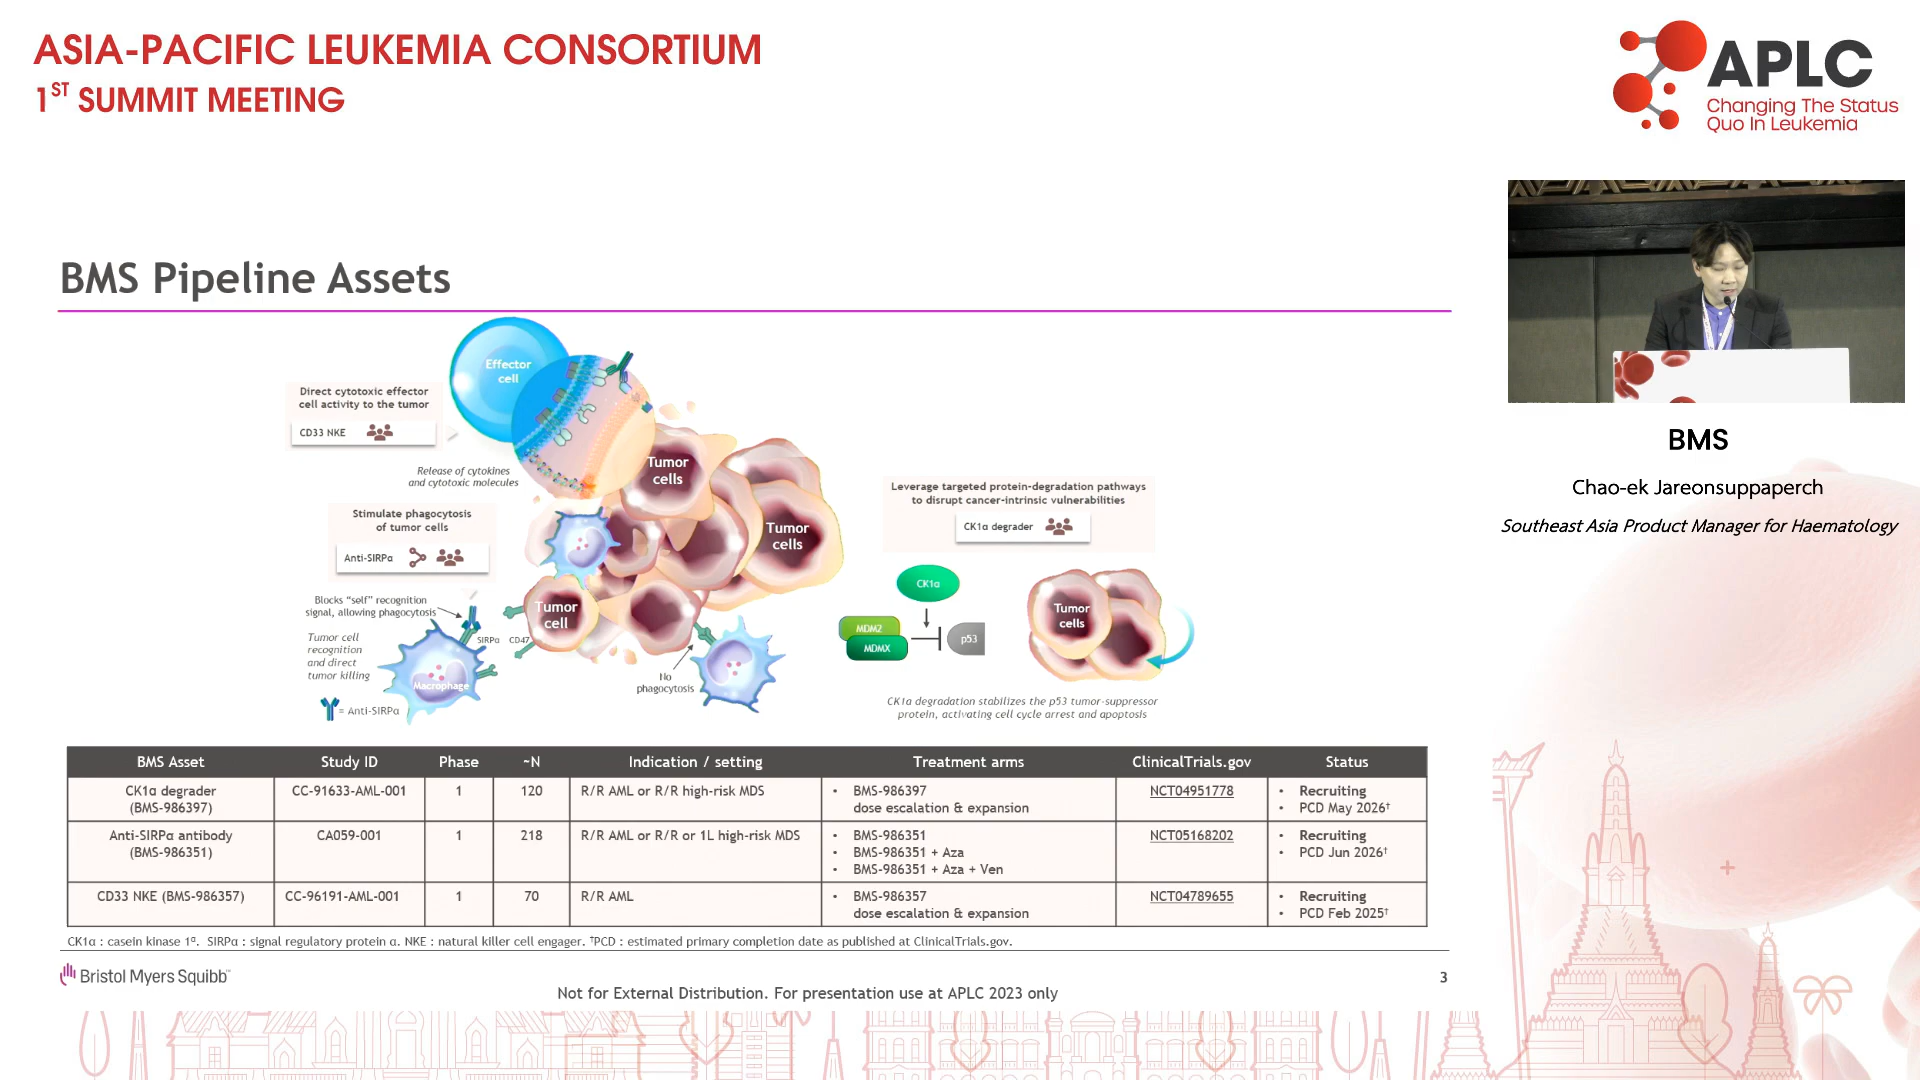 ASIA-PACIFIC LEUKEMIA CONSORTIUM
1ST SUMMIT MEETING
APLC
Changing The Status
Quo In Leukemia
BMS
Chao-ek Jareonsuppaperch
Southeast Asia Product Manager for Haematology
BMS Pipeline Assets
Effector
cell
Direct cytotoxic effector
cell activity to the tumor
CD33 NKE
Release of cytokines
and cytotoxic molecules
Tumor
cells
Tumor
cells
Stimulate phagocytosis
of tumor cells
Anti-SIRPα
Blocks “self” recognition
signal, allowing phagocytosis
Tumor cell
recognition
and direct
tumor killing
SIRPα
CD47
Tumor
cell
Macrophage
= Anti-SIRPα
No
phagocytosis
Leverage targeted protein-degradation pathways
to disrupt cancer-intrinsic vulnerabilities
CK1α degrader
CK1α
MDM2
MDMX
p53
Tumor
cells
CK1α degradation stabilizes the p53 tumor-suppressor
protein, activating cell cycle arrest and apoptosis
BMS Asset Study ID Phase ~N Indication / setting Treatment arms ClinicalTrials.gov Status
CK1α degrader CC-91633-AML-001 1 120 R/R AML or R/R high-risk MDS • BMS-986397 NCT04951778 • Recruiting
(BMS-986397) dose escalation & expansion • PCD May 2026†
Anti-SIRPα antibody CA059-001 1 218 R/R AML or R/R or 1L high-risk MDS • BMS-986351 NCT05168202 • Recruiting
(BMS-986351) • BMS-986351 + Aza • PCD Jun 2026†
• BMS-986351 + Aza + Ven
CD33 NKE (BMS-986357) CC-96191-AML-001 1 70 R/R AML • BMS-986357 NCT04789655 • Recruiting
dose escalation & expansion • PCD Feb 2025†
CK1α : casein kinase 1α. SIRPα : signal regulatory protein α. NKE : natural killer cell engager. †PCD : estimated primary completion date as published at ClinicalTrials.gov.
Bristol Myers Squibb™
3
Not for External Distribution. For presentation use at APLC 2023 only